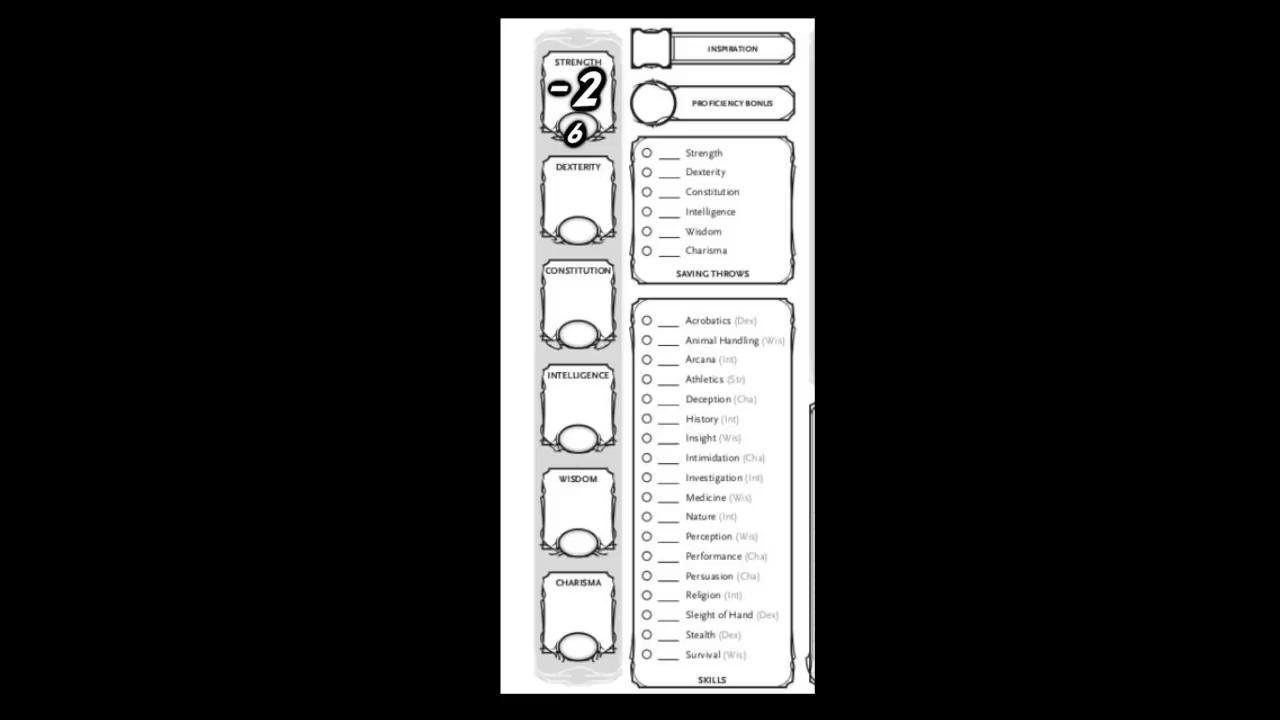 STRENGTH
-2
6
DEXTERITY
CONSTITUTION
INTELLIGENCE
WISDOM
CHARISMA
INSPIRATION
PROFICIENCY BONUS
Strength
Dexterity
Constitution
Intelligence
Wisdom
Charisma
SAVING THROWS
Acrobatics (Dex)
Animal Handling (Wis)
Arcana (Int)
Athletics (Str)
Deception (Cha)
History (Int)
Insight (Wis)
Intimidation (Cha)
Investigation (Int)
Medicine (Wis)
Nature (Int)
Perception (Wis)
Performance (Cha)
Persuasion (Cha)
Religion (Int)
Sleight of Hand (Dex)
Stealth (Dex)
Survival (Wis)
SKILLS